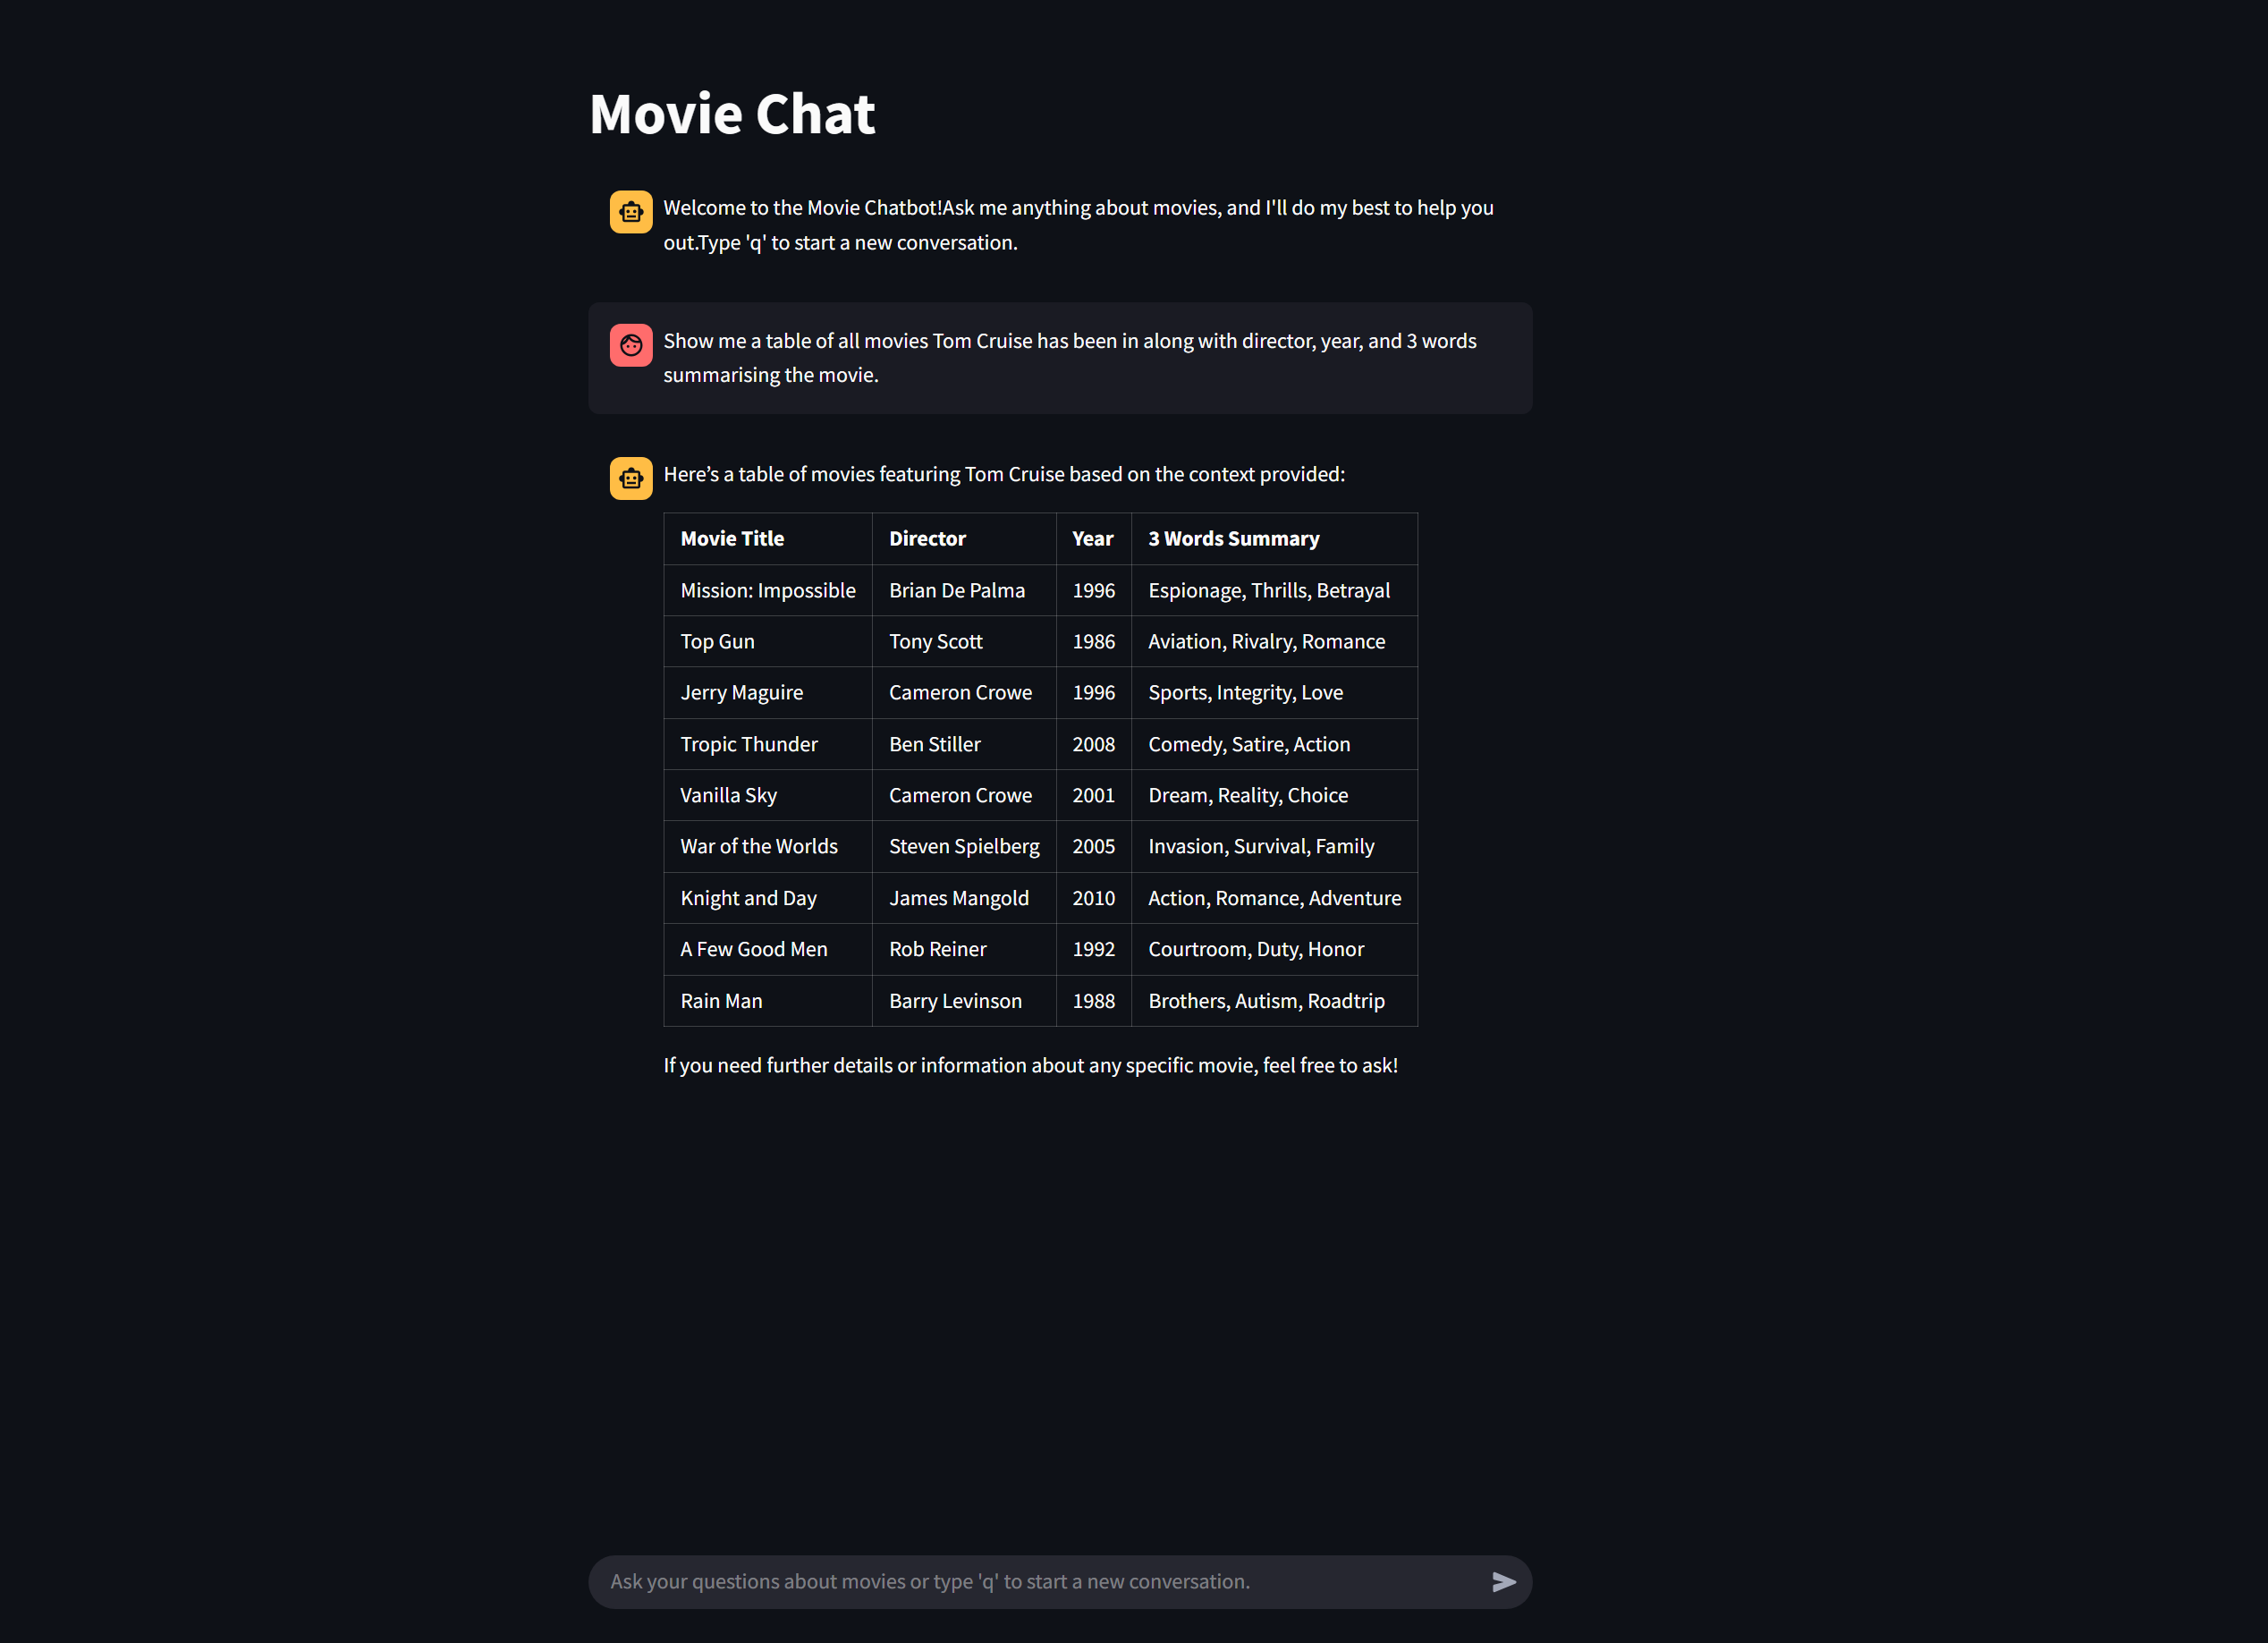 Movie Chat
Welcome to the Movie Chatbot!Ask me anything about movies, and I'll do my best to help you
out.Type 'q' to start a new conversation.
Show me a table of all movies Tom Cruise has been in along with director, year, and 3 words
summarising the movie.
Here’s a table of movies featuring Tom Cruise based on the context provided:
Movie Title Director Year 3 Words Summary
Mission: Impossible Brian De Palma 1996 Espionage, Thrills, Betrayal
Top Gun Tony Scott 1986 Aviation, Rivalry, Romance
Jerry Maguire Cameron Crowe 1996 Sports, Integrity, Love
Tropic Thunder Ben Stiller 2008 Comedy, Satire, Action
Vanilla Sky Cameron Crowe 2001 Dream, Reality, Choice
War of the Worlds Steven Spielberg 2005 Invasion, Survival, Family
Knight and Day James Mangold 2010 Action, Romance, Adventure
A Few Good Men Rob Reiner 1992 Courtroom, Duty, Honor
Rain Man Barry Levinson 1988 Brothers, Autism, Roadtrip
If you need further details or information about any specific movie, feel free to ask!
Ask your questions about movies or type 'q' to start a new conversation.